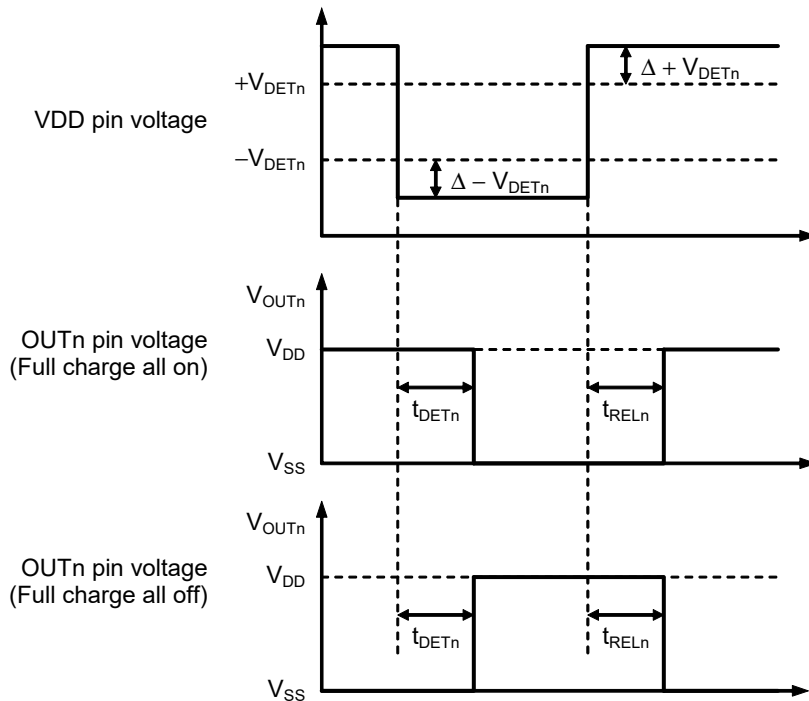 +VDETn
Δ + VDETn
VDD pin voltage
−VDETn
Δ − VDETn
VOUTn
OUTn pin voltage
(Full charge all on)
VDD
tDETn
tRELn
VSS
VOUTn
OUTn pin voltage
(Full charge all off)
VDD
tDETn
tRELn
VSS